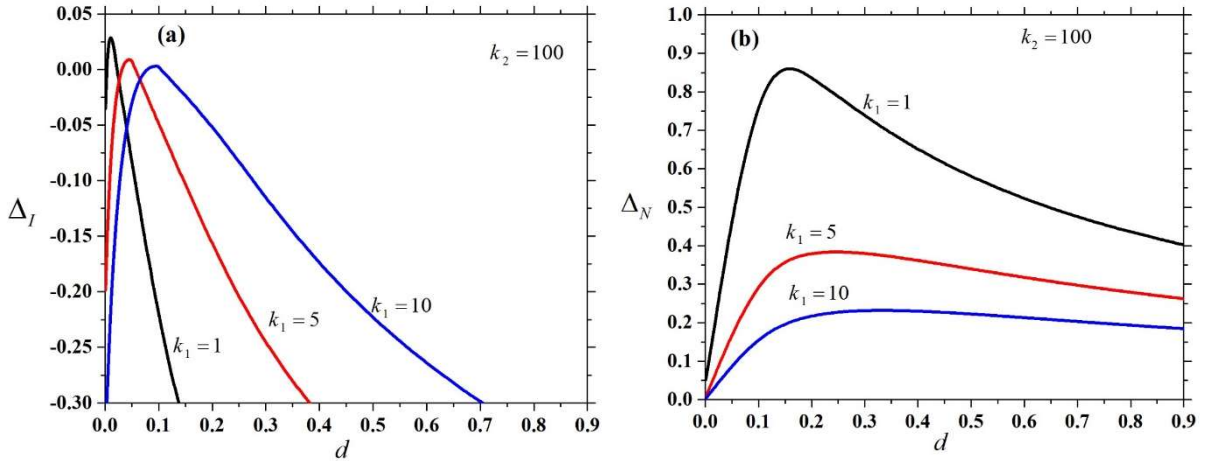 (a)
k₂ = 100
0.05
0.00
-0.05
-0.10
-0.15
-0.20
-0.25
-0.30
Δ_I
k₁ = 1
k₁ = 5
k₁ = 10
0.0 0.1 0.2 0.3 0.4 0.5 0.6 0.7 0.8 0.9
d
(b)
k₂ = 100
1.0
0.9
0.8
0.7
0.6
0.5
0.4
0.3
0.2
0.1
0.0
Δ_N
k₁ = 1
k₁ = 5
k₁ = 10
0.0 0.1 0.2 0.3 0.4 0.5 0.6 0.7 0.8 0.9
d